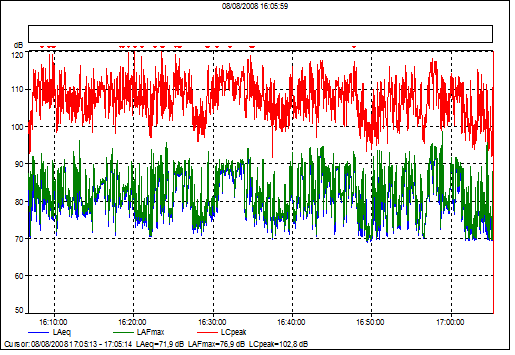 08/08/2008 16:05:59
dB
120
110
100
90
80
70
60
50
16:10:00 16:20:00 16:30:00 16:40:00 16:50:00 17:00:00
LAeq LAFmax LCpeak
Cursor: 08/08/2008 17:05:13 - 17:05:14 LAeq=71,9 dB LAFmax=76,9 dB LCpeak=102,8 dB